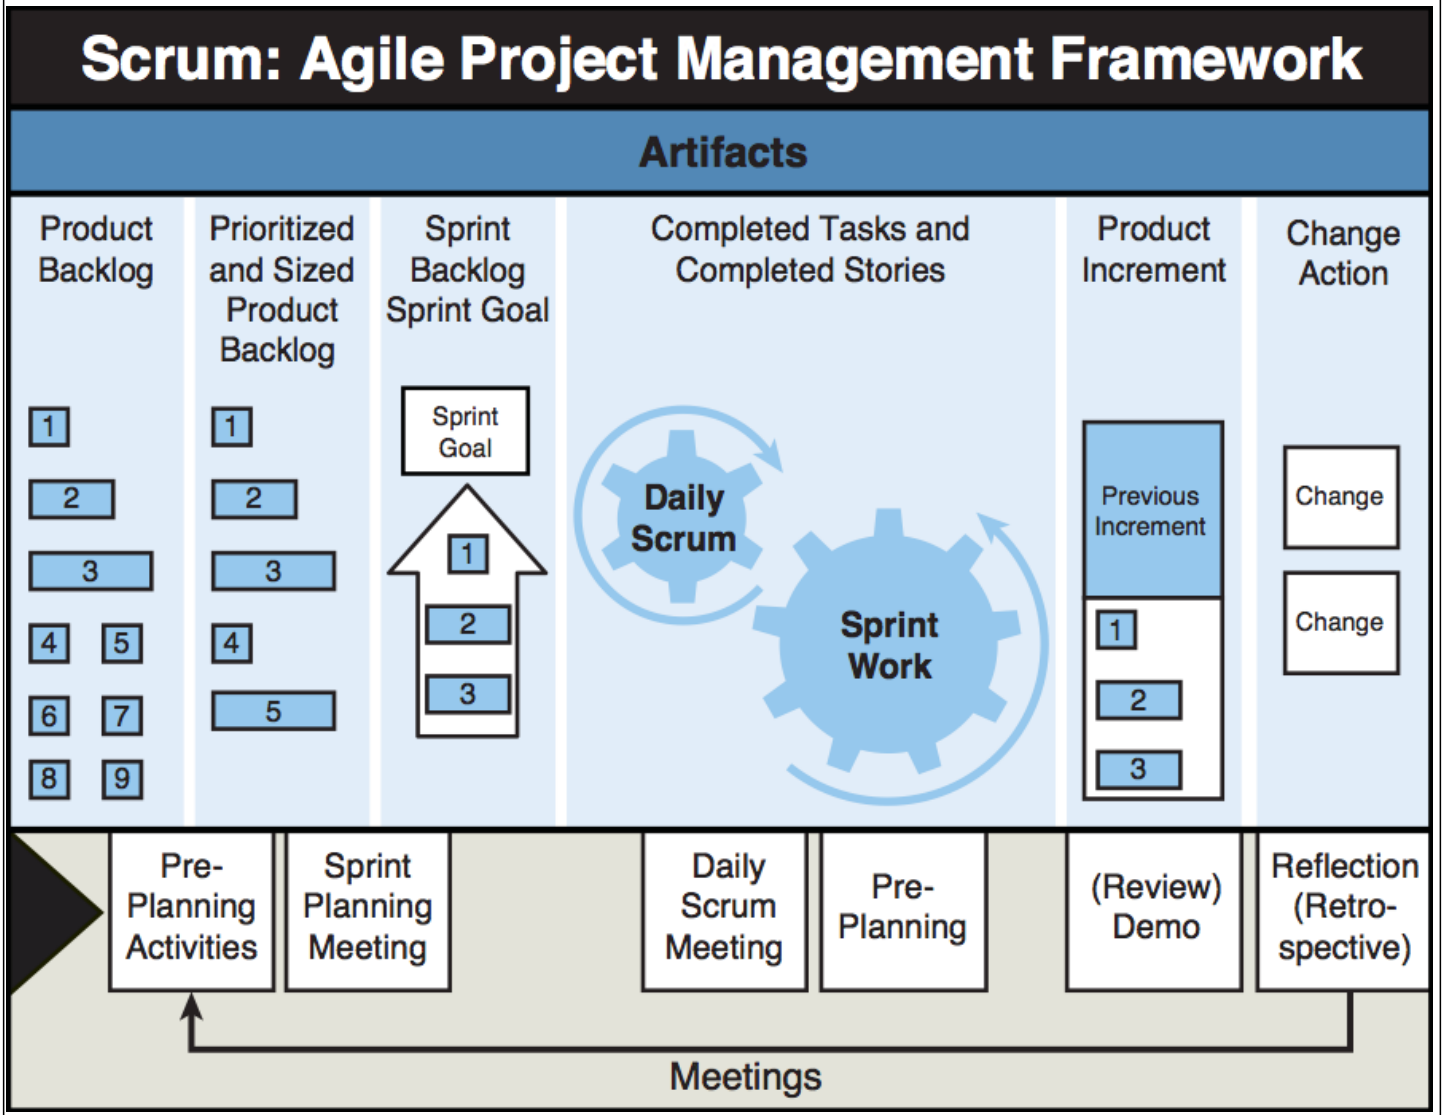 Scrum: Agile Project Management Framework
Artifacts
Product
Backlog
1
2
3
4 5
6 7
8 9
Prioritized
and Sized
Product
Backlog
1
2
3
4
5
Sprint
Backlog
Sprint Goal
Sprint
Goal
1
2
3
Completed Tasks and
Completed Stories
Daily
Scrum
Sprint
Work
Product
Increment
Previous
Increment
1
2
3
Change
Action
Change
Change
Pre-
Planning
Activities
Sprint
Planning
Meeting
Daily
Scrum
Meeting
Pre-
Planning
(Review)
Demo
Reflection
(Retro-
spective)
Meetings